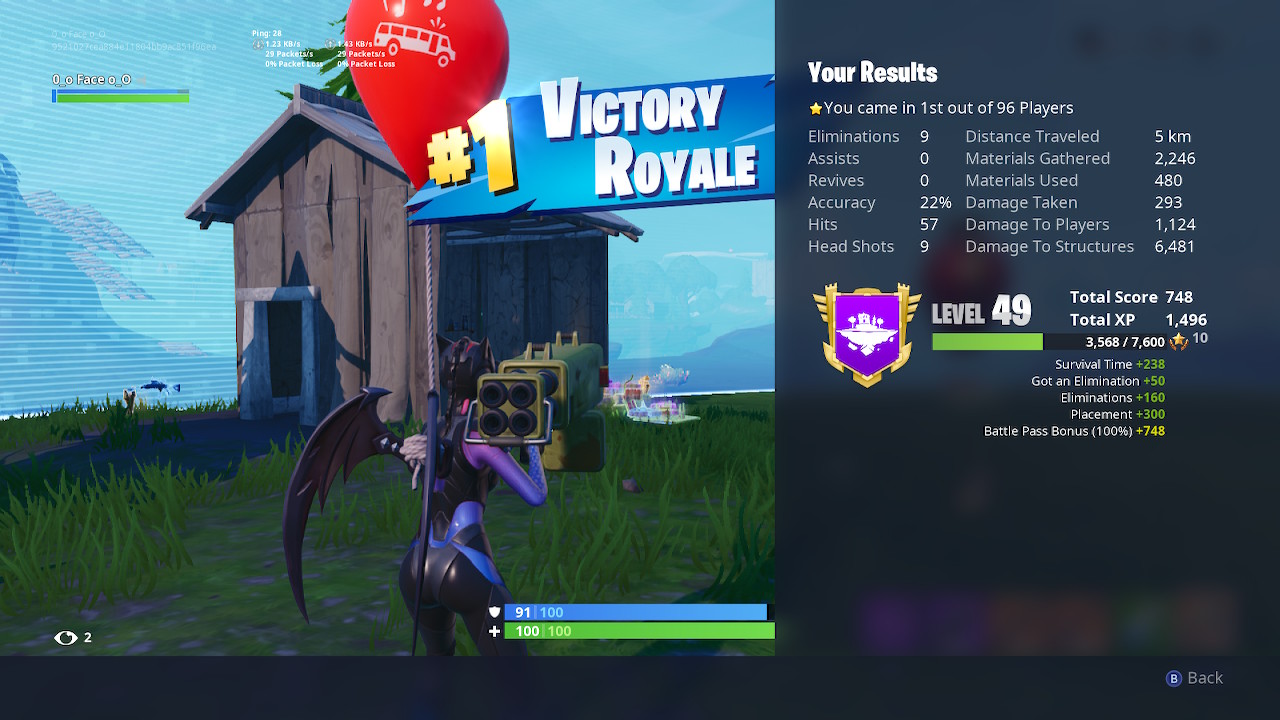 0_o Face o_O
Ping: 28
1.23 KB/s 1.43 KB/s
29 Packets/s 29 Packets/s
0% Packet Loss 0% Packet Loss
0_o Face o_O
#1 VICTORY
ROYALE
91 | 100
100 | 100
2
Your Results
You came in 1st out of 96 Players
Eliminations 9 Distance Traveled 5 km
Assists 0 Materials Gathered 2,246
Revives 0 Materials Used 480
Accuracy 22% Damage Taken 293
Hits 57 Damage To Players 1,124
Head Shots 9 Damage To Structures 6,481
LEVEL 49
Total Score 748
Total XP 1,496
3,568 / 7,600 10
Survival Time +238
Got an Elimination +50
Eliminations +160
Placement +300
Battle Pass Bonus (100%) +748
B Back